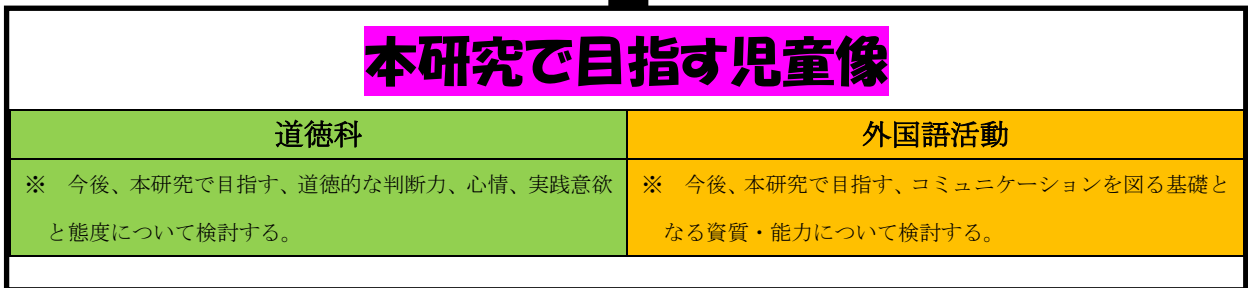 本研究で目指す児童像
道徳科
※　今後、本研究で目指す、道徳的な判断力、心情、実践意欲
と態度について検討する。
外国語活動
※　今後、本研究で目指す、コミュニケーションを図る基礎と
なる資質・能力について検討する。